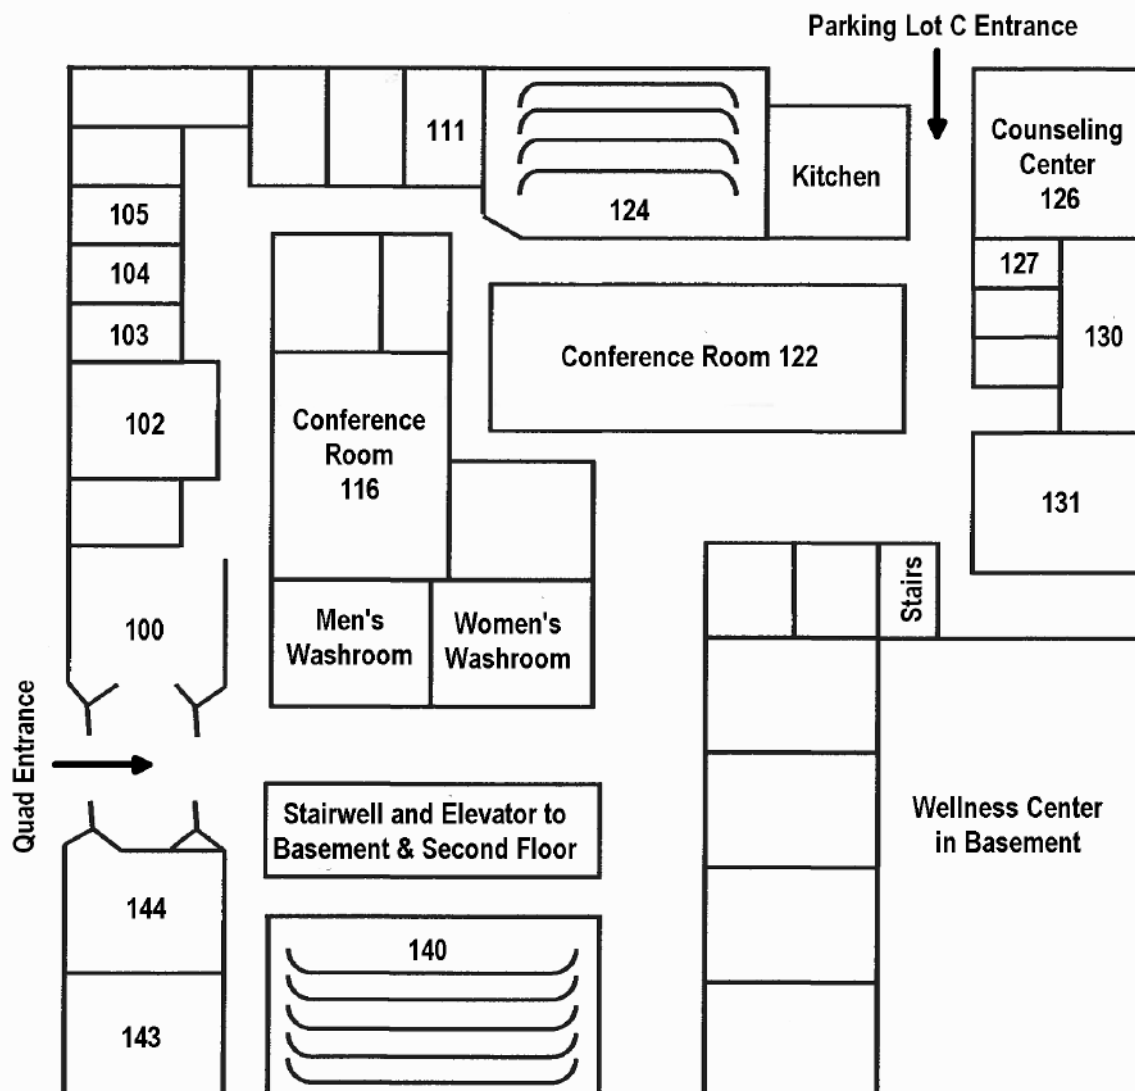 Parking Lot C Entrance
111
Counseling
Center
126
Kitchen
105
124
104
127
103
130
Conference Room 122
102
Conference
Room
116
131
Stairs
100
Men's
Washroom
Women's
Washroom
Quad Entrance
Stairwell and Elevator to
Basement & Second Floor
Wellness Center
in Basement
144
140
143